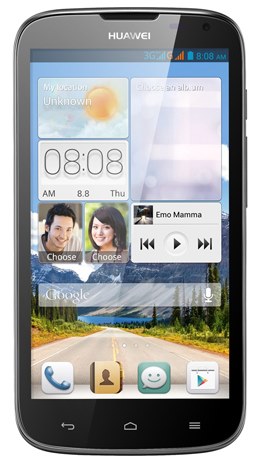 HUAWEI
3G G 8:08 AM
My location
Unknown
Choose an album
08:08
AM 8.8 Thu
Emo Mamma
Choose Choose
Google